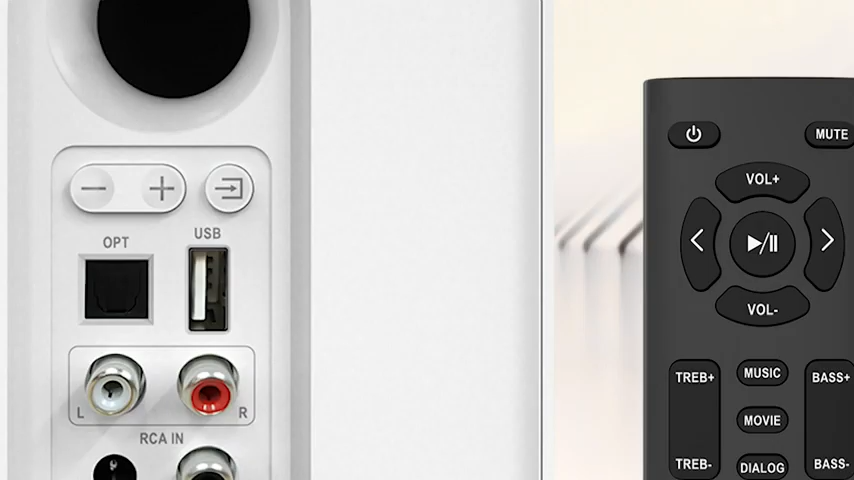 OPT
USB
L
R
RCA IN
MUTE
VOL+
VOL-
TREB+
MUSIC
BASS+
MOVIE
TREB-
DIALOG
BASS-